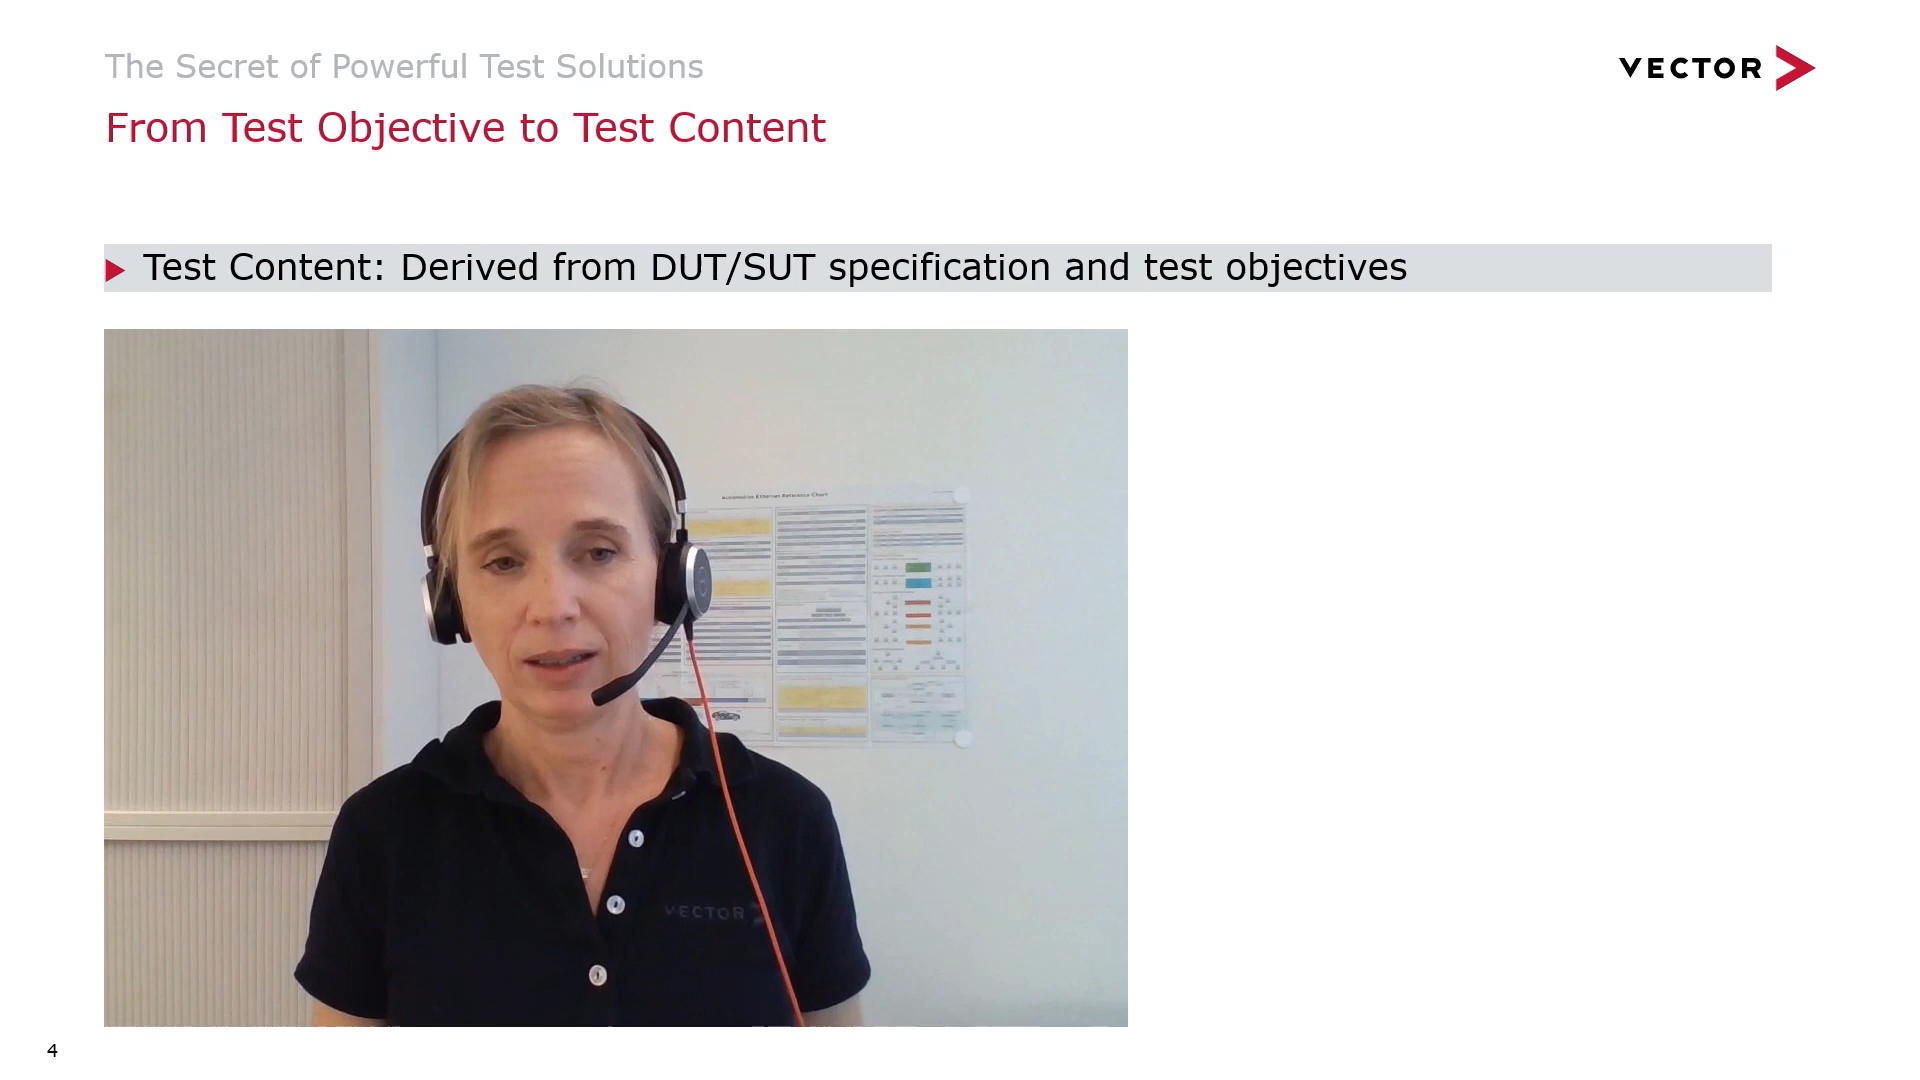 The Secret of Powerful Test Solutions
VECTOR
From Test Objective to Test Content
Test Content: Derived from DUT/SUT specification and test objectives
Automotive Ethernet Reference Chart
VECTOR
4